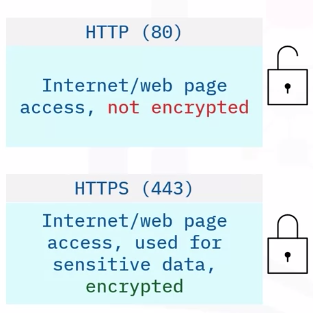 HTTP (80)
Internet/web page
access, not encrypted
HTTPS (443)
Internet/web page
access, used for
sensitive data,
encrypted